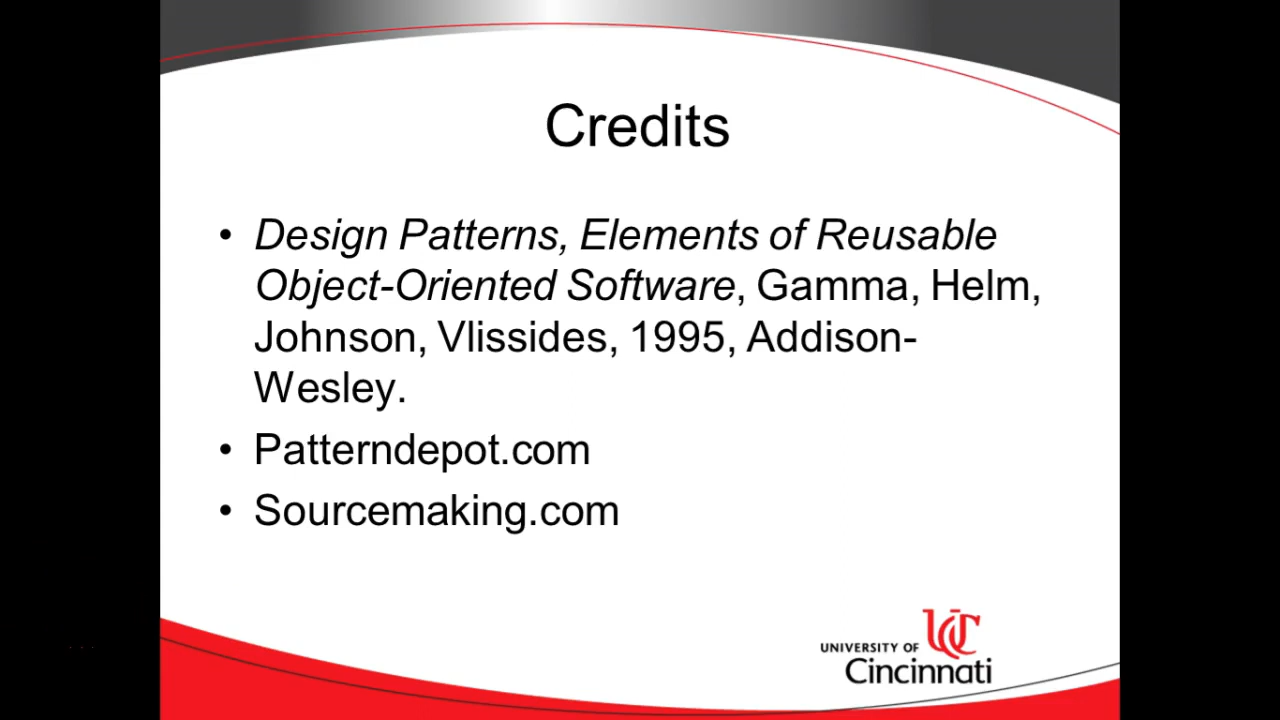 Credits
• Design Patterns, Elements of Reusable
Object-Oriented Software, Gamma, Helm,
Johnson, Vlissides, 1995, Addison-
Wesley.
• Patterndepot.com
• Sourcemaking.com
UC
UNIVERSITY OF
Cincinnati